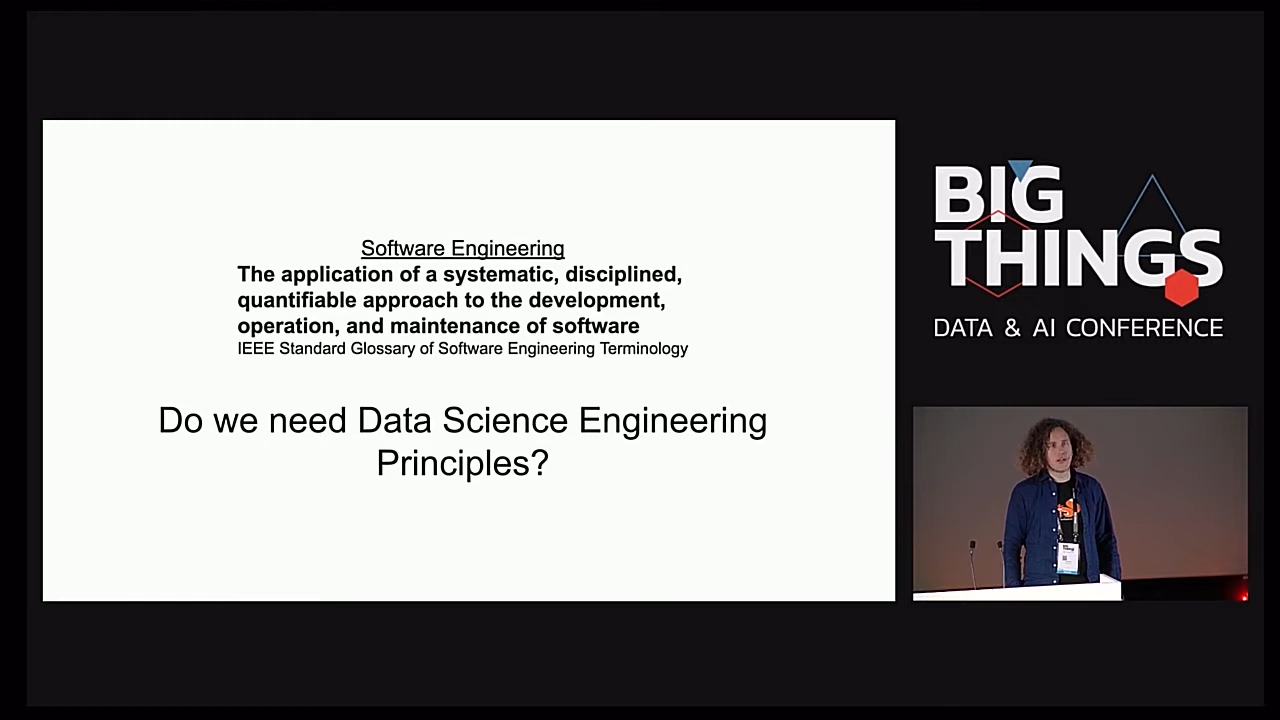 Software Engineering
The application of a systematic, disciplined,
quantifiable approach to the development,
operation, and maintenance of software
IEEE Standard Glossary of Software Engineering Terminology
Do we need Data Science Engineering
Principles?
BIG
THINGS
DATA & AI CONFERENCE